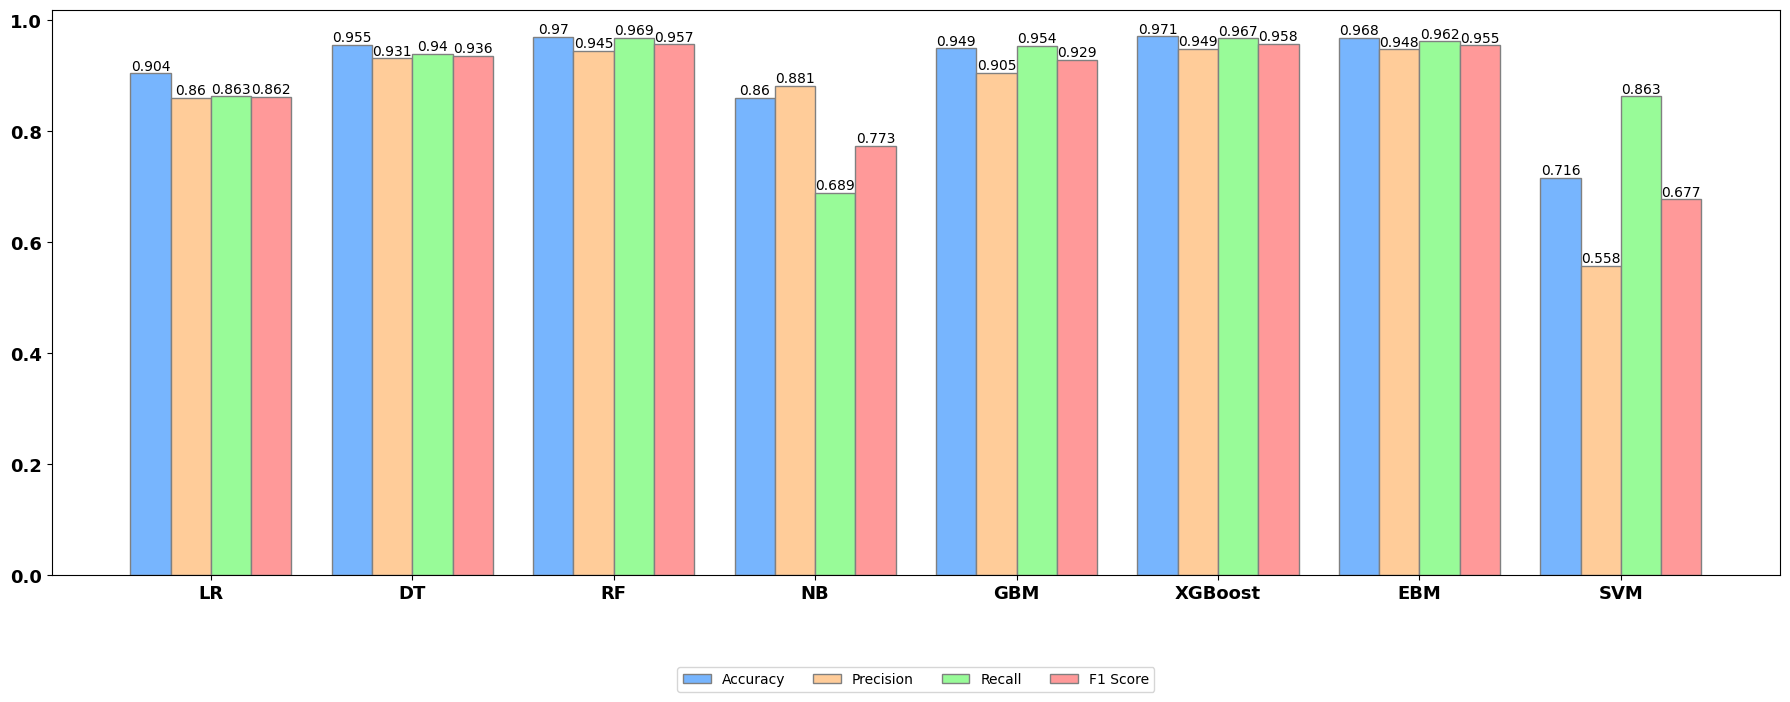 1.0
0.8
0.6
0.4
0.2
0.0
0.904 0.86 0.863 0.862
0.955 0.931 0.94 0.936
0.97 0.945 0.969 0.957
0.86 0.881 0.689 0.773
0.949 0.905 0.954 0.929
0.971 0.949 0.967 0.958
0.968 0.948 0.962 0.955
0.716 0.558 0.863 0.677
LR DT RF NB GBM XGBoost EBM SVM
Accuracy Precision Recall F1 Score